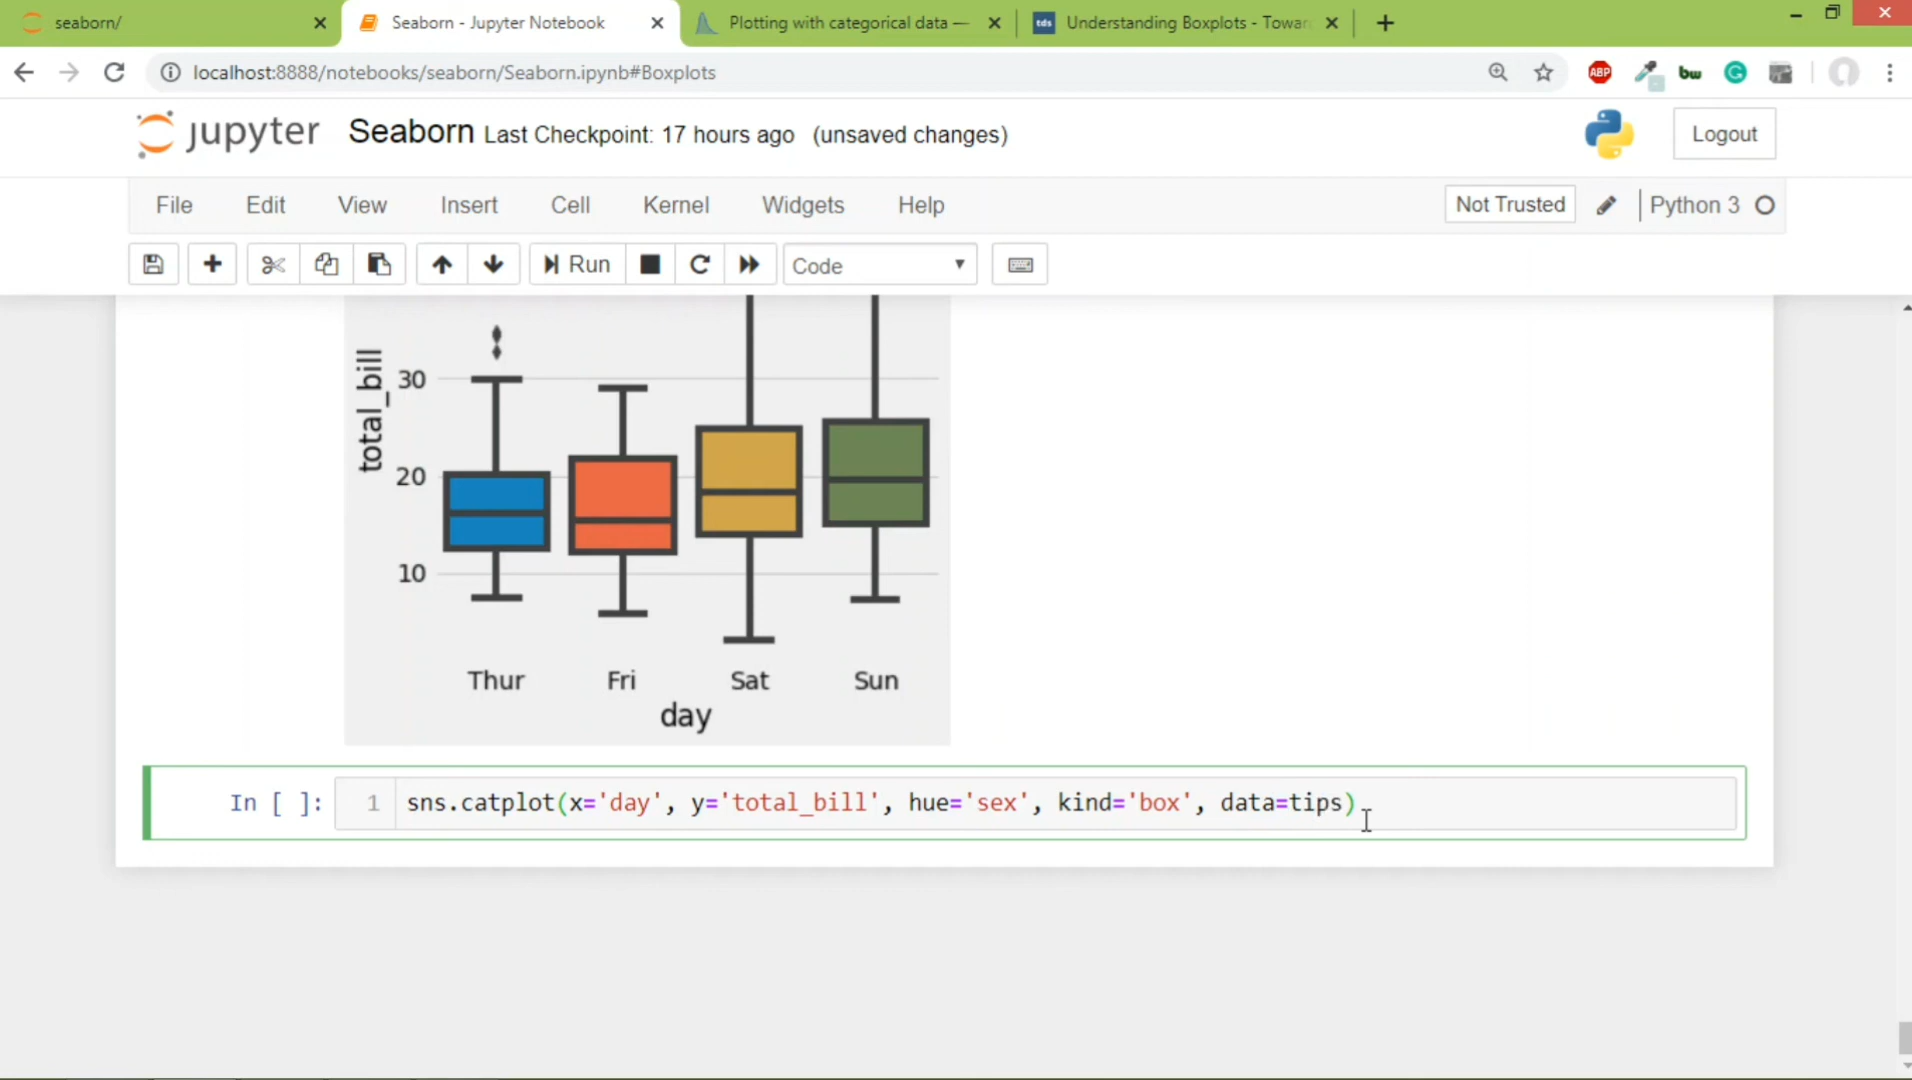 seaborn/
Seaborn - Jupyter Notebook
Plotting with categorical data —
tds
Understanding Boxplots - Towar
localhost:8888/notebooks/seaborn/Seaborn.ipynb#Boxplots
ABP
bw
G
jupyter
Seaborn Last Checkpoint: 17 hours ago (unsaved changes)
Logout
File Edit View Insert Cell Kernel Widgets Help
Not Trusted
Python 3
Run
Code
total_bill
30
20
10
Thur Fri Sat Sun
day
In [ ]:
1 sns.catplot(x='day', y='total_bill', hue='sex', kind='box', data=tips)